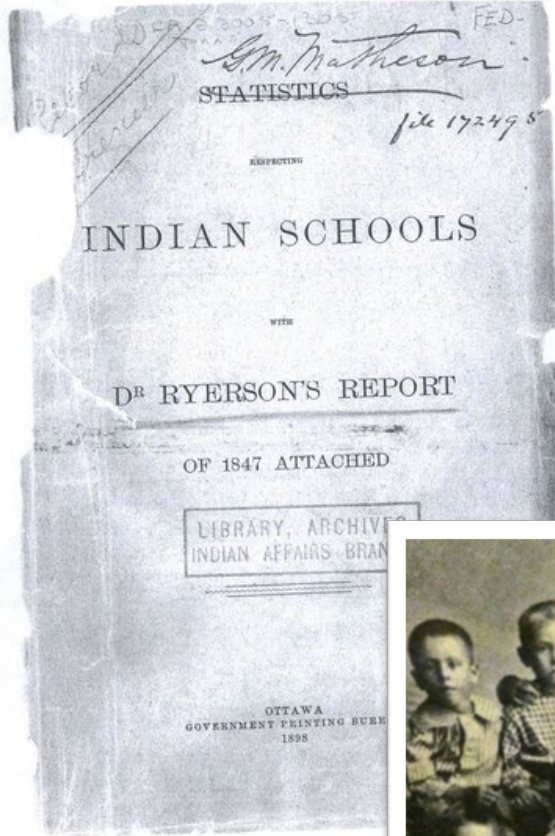 FED-
G.M. Matheson
STATISTICS
file 172495
RESPECTING
INDIAN SCHOOLS
WITH
DR RYERSON'S REPORT
OF 1847 ATTACHED
LIBRARY, ARCHIVES
INDIAN AFFAIRS BRAN
OTTAWA
GOVERNMENT PRINTING BURE
1898